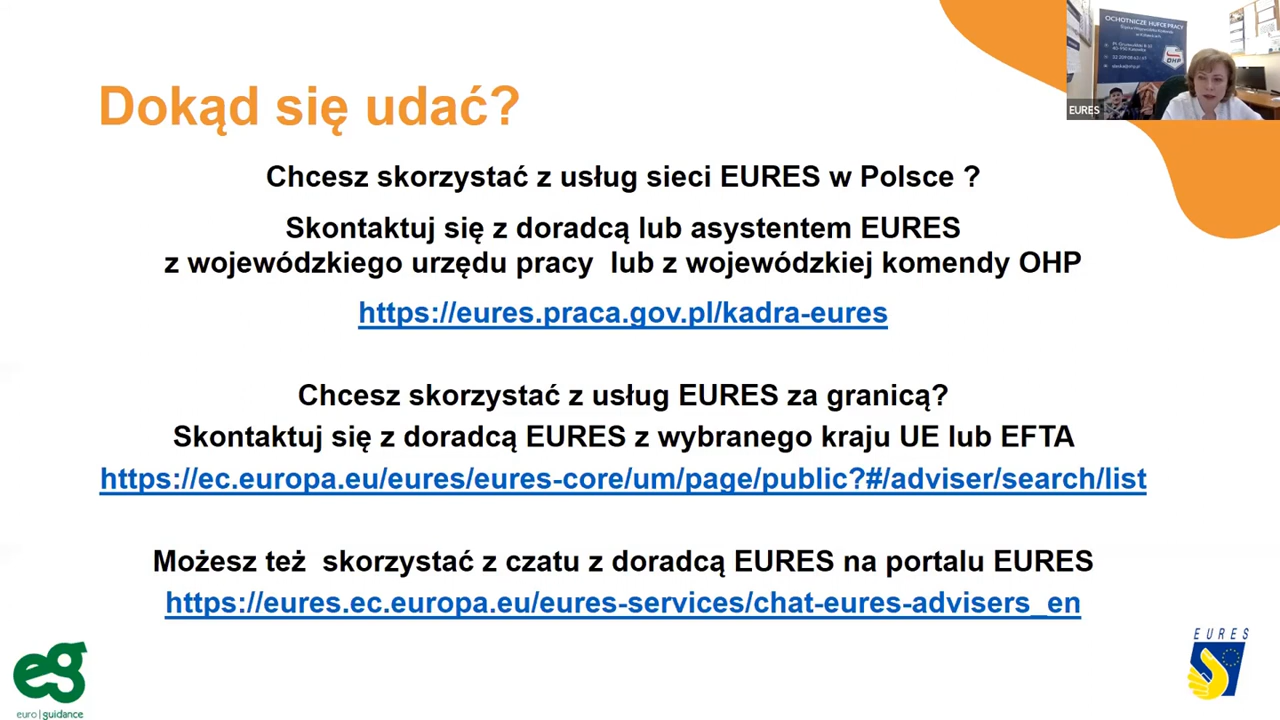 Dokąd się udać?
Chcesz skorzystać z usług sieci EURES w Polsce ?
Skontaktuj się z doradcą lub asystentem EURES
z wojewódzkiego urzędu pracy lub z wojewódzkiej komendy OHP
https://eures.praca.gov.pl/kadra-eures
Chcesz skorzystać z usług EURES za granicą?
Skontaktuj się z doradcą EURES z wybranego kraju UE lub EFTA
https://ec.europa.eu/eures/eures-core/um/page/public?#/adviser/search/list
Możesz też skorzystać z czatu z doradcą EURES na portalu EURES
https://eures.ec.europa.eu/eures-services/chat-eures-advisers_en
OCHOTNICZE HUFCE PRACY
OHP
EURES
eg
euro|guidance
EURES